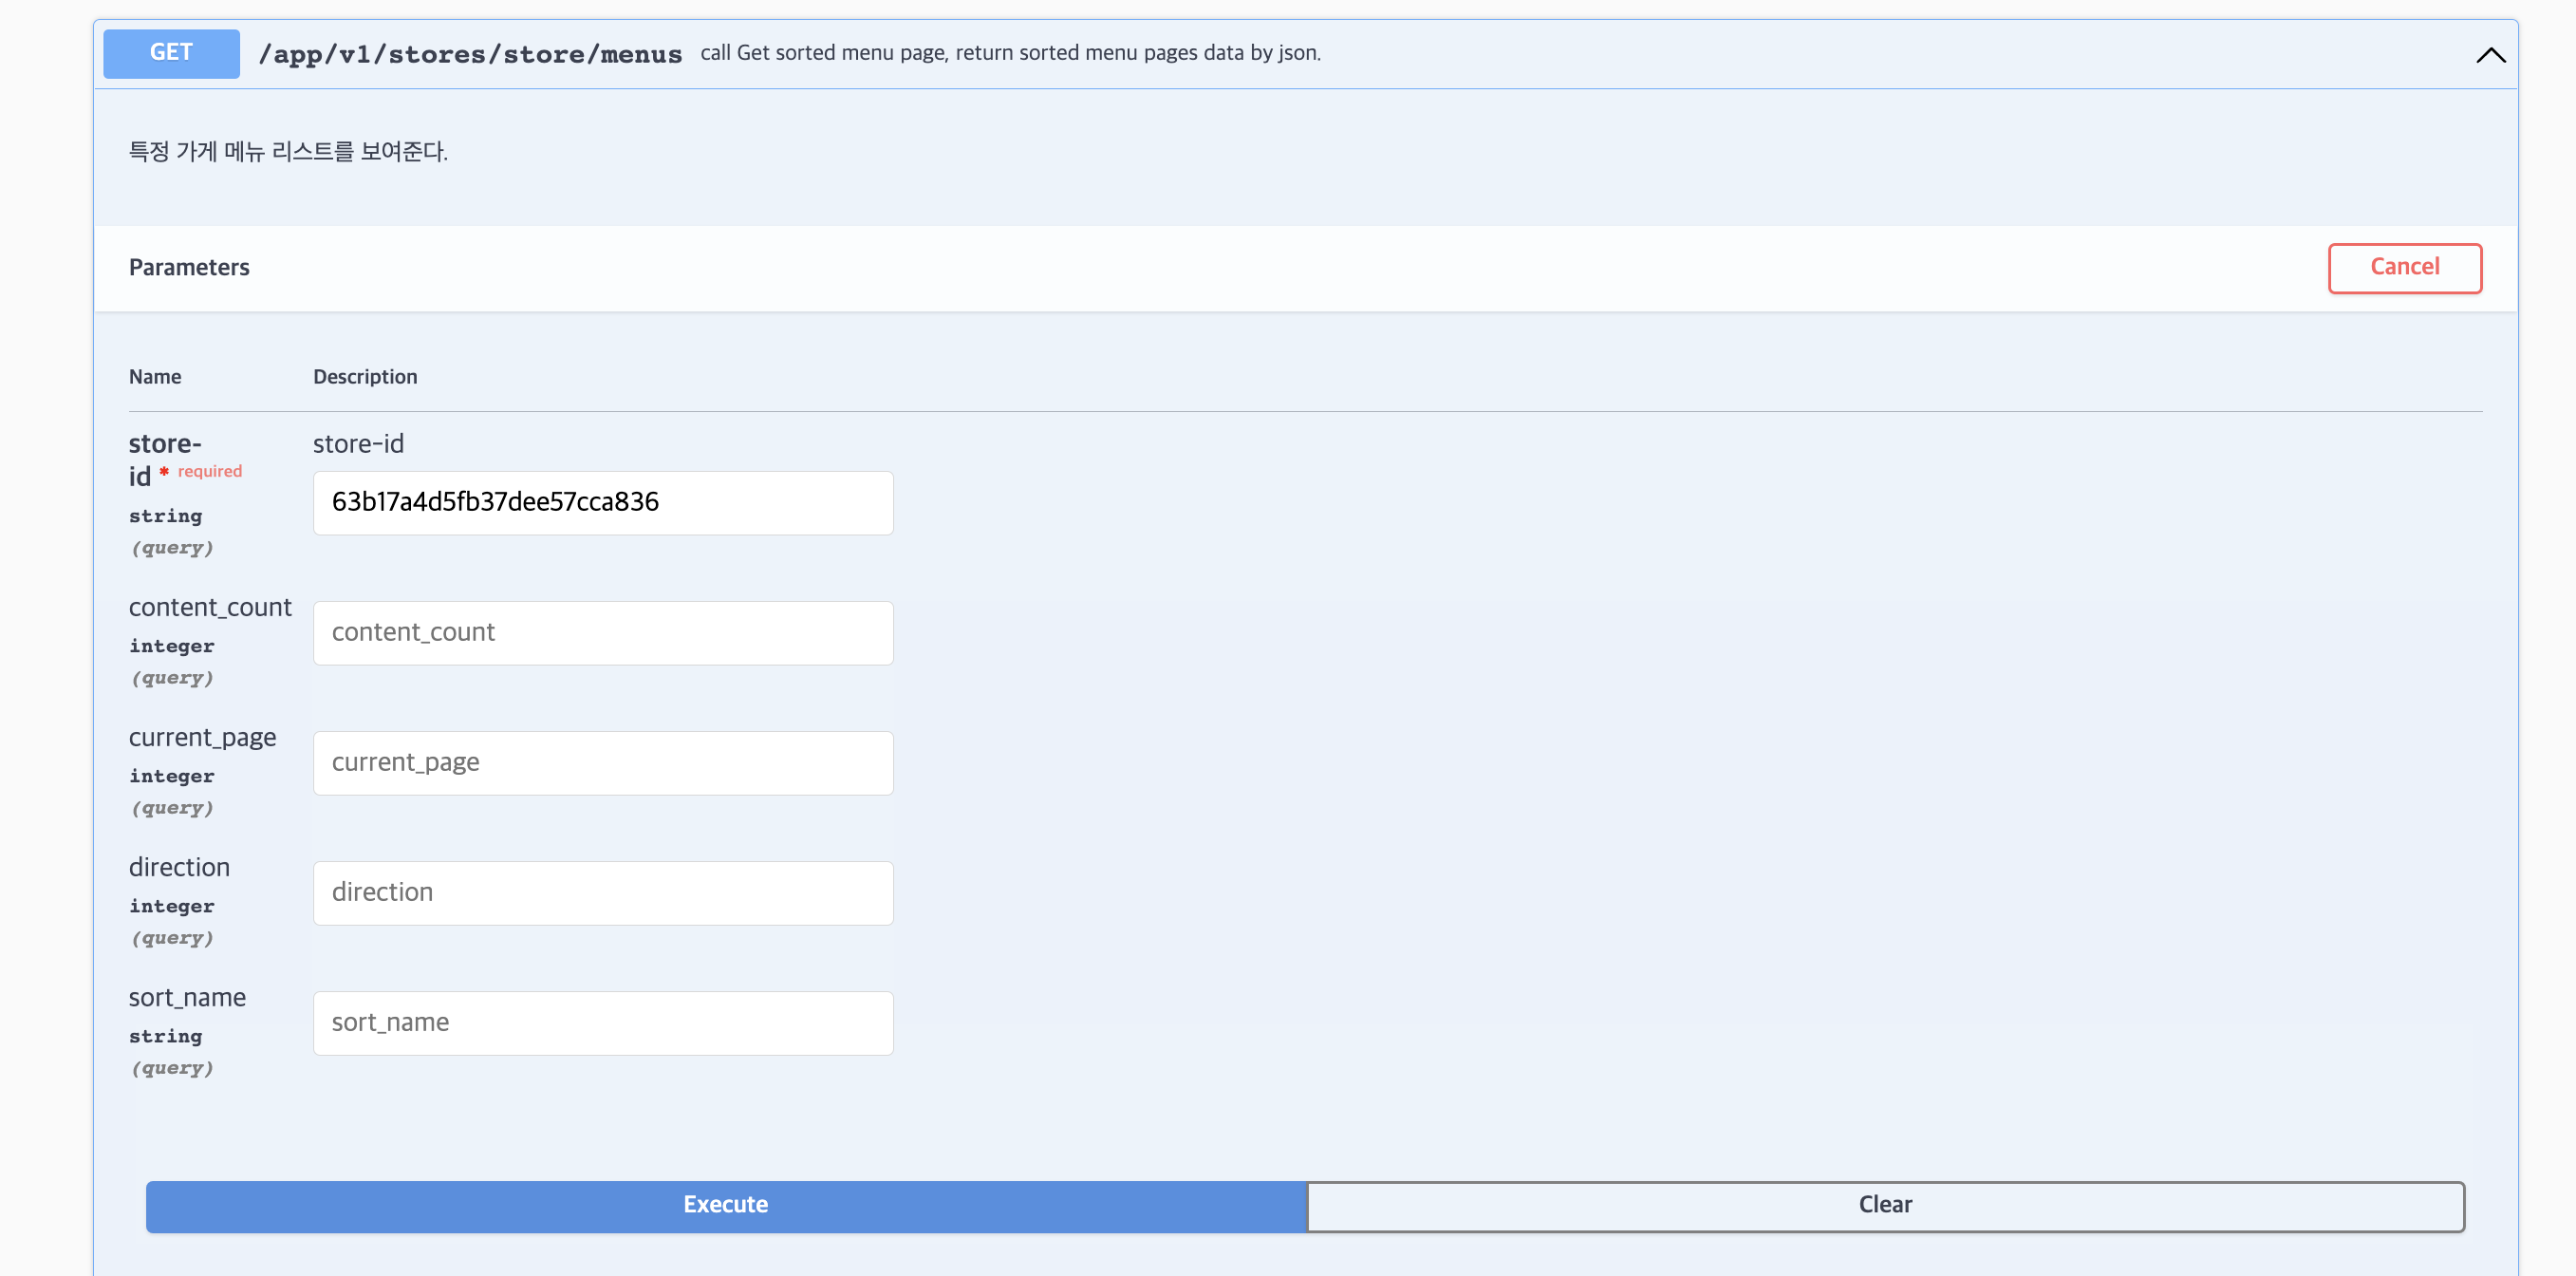 GET /app/v1/stores/store/menus call Get sorted menu page, return sorted menu pages data by json.
특정 가게 메뉴 리스트를 보여준다.
Parameters
Cancel
Name Description
store-
id * required
string
(query)
store-id
63b17a4d5fb37dee57cca836
content_count
integer
(query)
content_count
current_page
integer
(query)
current_page
direction
integer
(query)
direction
sort_name
string
(query)
sort_name
Execute
Clear